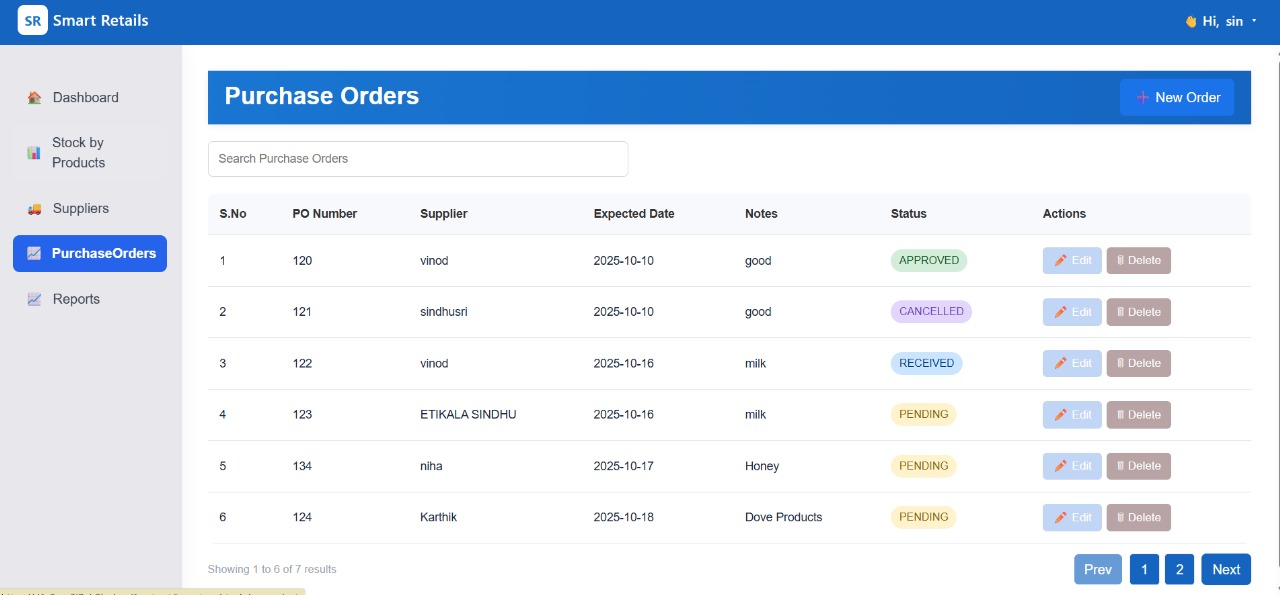 SR Smart Retails
Hi, sin
Dashboard
Stock by
Products
Suppliers
PurchaseOrders
Reports
Purchase Orders
New Order
Search Purchase Orders
S.No PO Number Supplier Expected Date Notes Status Actions
1 120 vinod 2025-10-10 good APPROVED Edit Delete
2 121 sindhusri 2025-10-10 good CANCELLED Edit Delete
3 122 vinod 2025-10-16 milk RECEIVED Edit Delete
4 123 ETIKALA SINDHU 2025-10-16 milk PENDING Edit Delete
5 134 niha 2025-10-17 Honey PENDING Edit Delete
6 124 Karthik 2025-10-18 Dove Products PENDING Edit Delete
Showing 1 to 6 of 7 results
Prev 1 2 Next